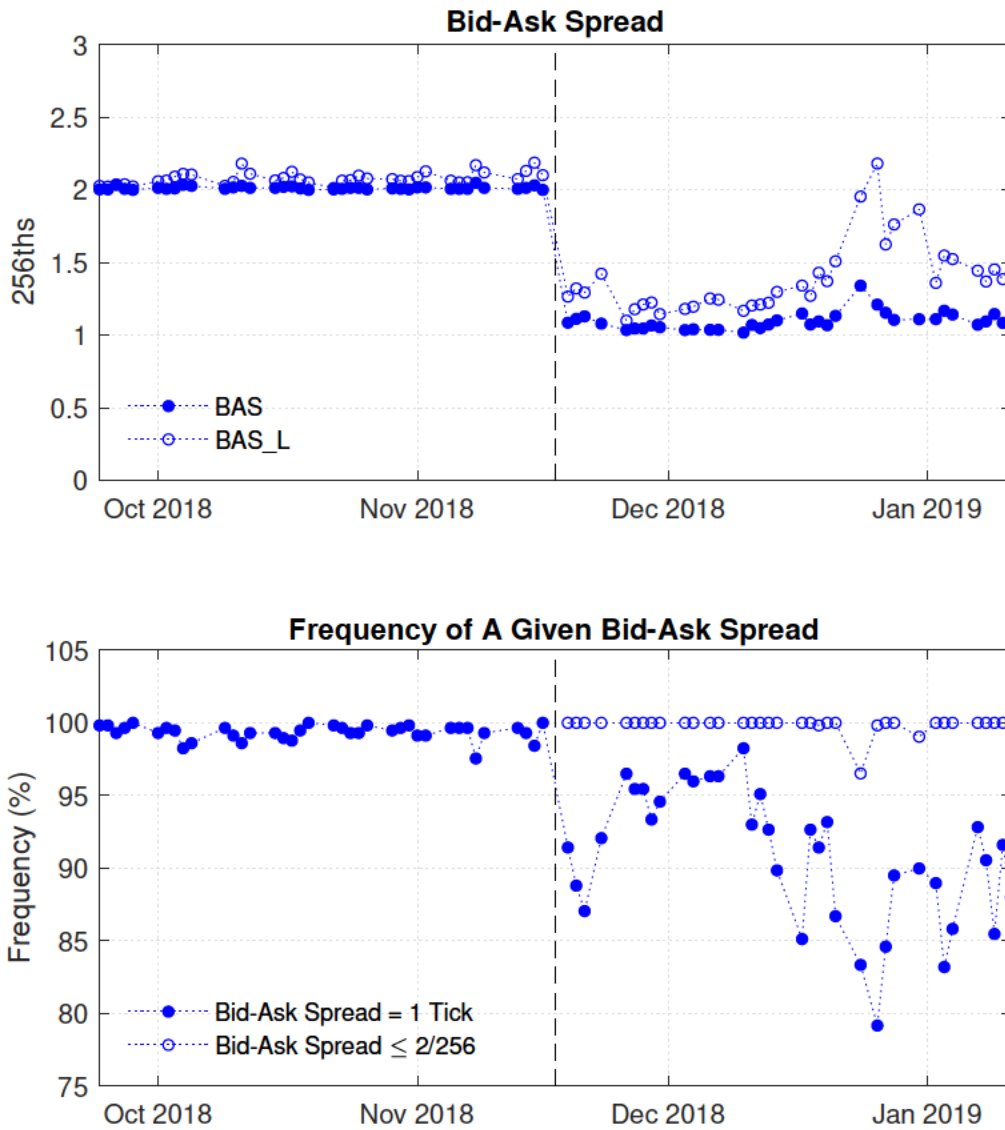 Bid-Ask Spread
3
2.5
2
1.5
1
0.5
0
256ths
BAS
BAS_L
Oct 2018 Nov 2018 Dec 2018 Jan 2019
Frequency of A Given Bid-Ask Spread
105
100
95
90
85
80
75
Frequency (%)
Bid-Ask Spread = 1 Tick
Bid-Ask Spread ≤ 2/256
Oct 2018 Nov 2018 Dec 2018 Jan 2019